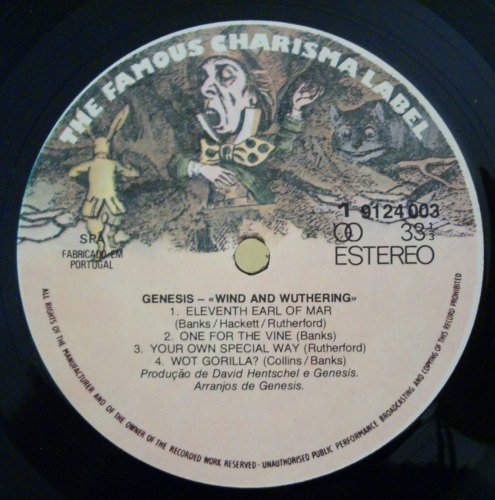 THE FAMOUS CHARISMA LABEL
1 9124 003
33 1/3
ESTEREO
SPA
FABRICADO EM
PORTUGAL
GENESIS – «WIND AND WUTHERING»
1. ELEVENTH EARL OF MAR
(Banks / Hackett / Rutherford)
2. ONE FOR THE VINE (Banks)
3. YOUR OWN SPECIAL WAY (Rutherford)
4. WOT GORILLA? (Collins / Banks)
Produção de David Hentschel e Genesis.
Arranjos de Genesis.
ALL RIGHTS OF THE MANUFACTURER AND OF THE OWNER OF THE RECORDED WORK RESERVED - UNAUTHORISED PUBLIC PERFORMANCE BROADCASTING AND COPYING OF THIS RECORD PROHIBITED